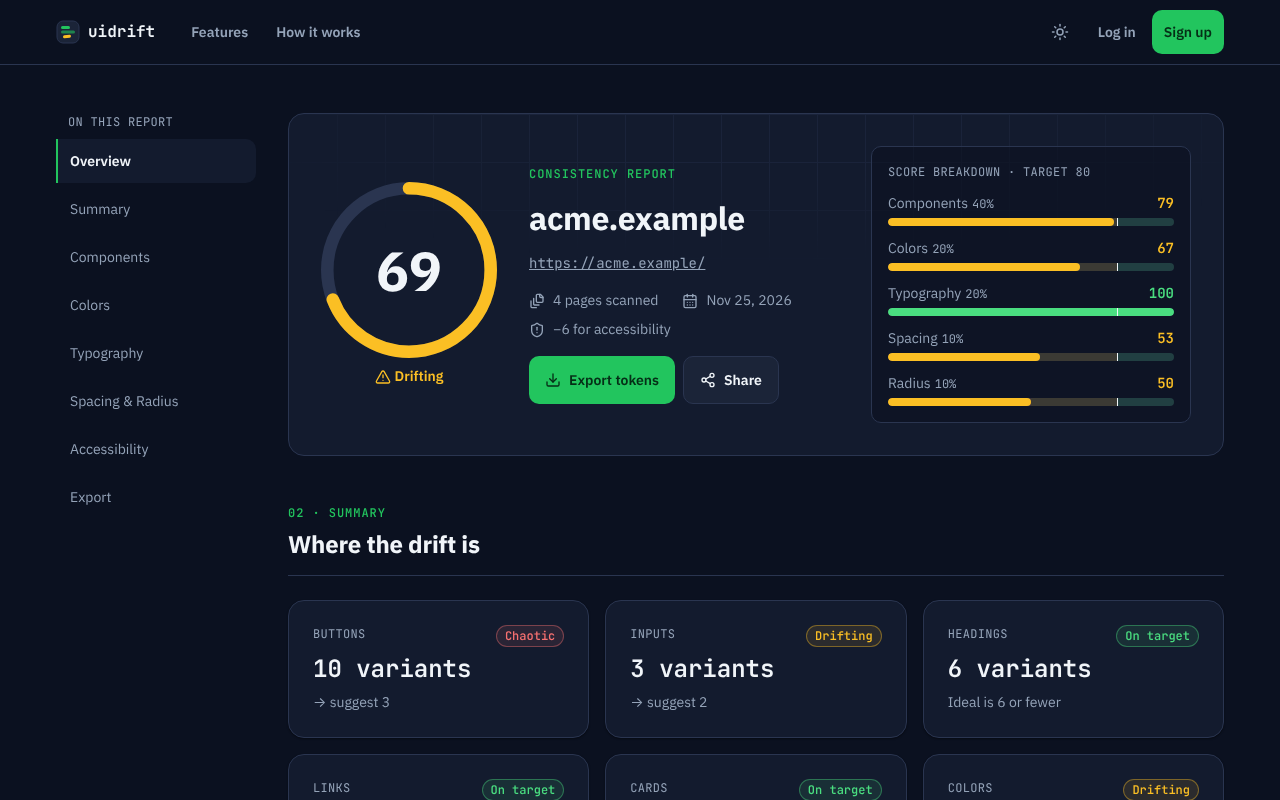 uidrift
Features
How it works
Log in
Sign up
ON THIS REPORT
Overview
Summary
Components
Colors
Typography
Spacing & Radius
Accessibility
Export
69
Drifting
CONSISTENCY REPORT
acme.example
https://acme.example/
4 pages scanned
Nov 25, 2026
−6 for accessibility
Export tokens
Share
SCORE BREAKDOWN · TARGET 80
Components 40% 79
Colors 20% 67
Typography 20% 100
Spacing 10% 53
Radius 10% 50
02 · SUMMARY
Where the drift is
BUTTONS
Chaotic
10 variants
→ suggest 3
INPUTS
Drifting
3 variants
→ suggest 2
HEADINGS
On target
6 variants
Ideal is 6 or fewer
LINKS
On target
CARDS
On target
COLORS
Drifting